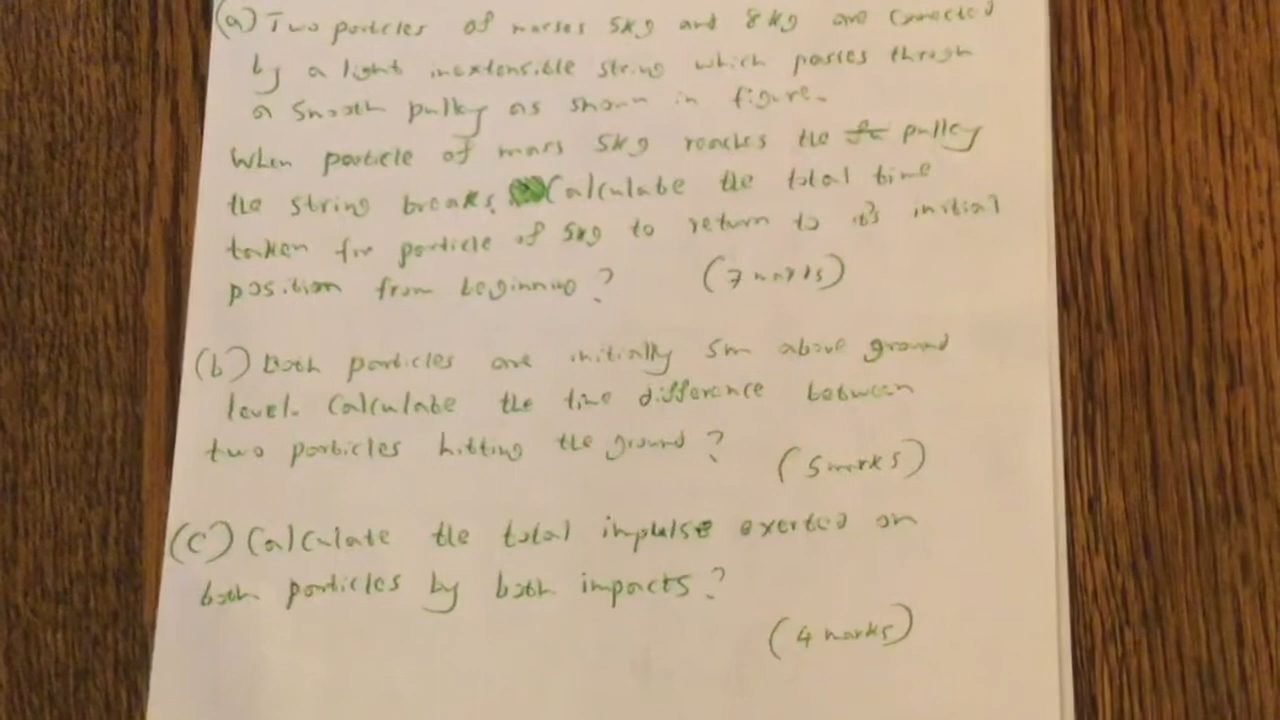 (a) Two particles of masses 5kg and 8kg are connected
by a light inextensible string which passes through
a smooth pulley as shown in figure.
When particle of mass 5kg reaches the pulley
the string breaks. Calculate the total time
taken for particle of 5kg to return to it's initial
position from beginning? (7 marks)
(b) Both particles are initially 5m above ground
level. Calculate the time difference between
two particles hitting the ground? (5 marks)
(c) Calculate the total impulse exerted on
both particles by both impacts?
(4 marks)